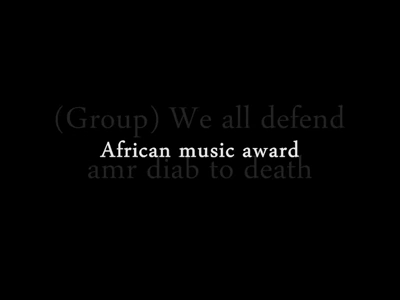 (Group) We all defend
African music award
amr diab to death